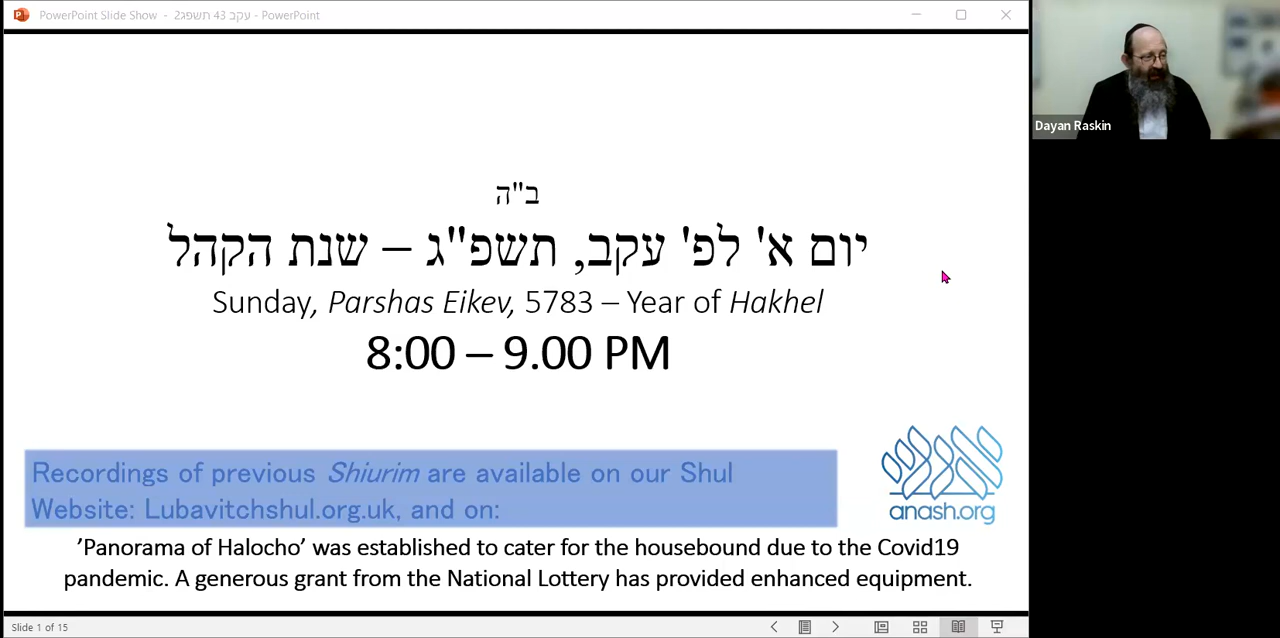 PowerPoint Slide Show - עקב 43 תשפג2 - PowerPoint
ב"ה
יום א' לפ' עקב, תשפ"ג – שנת הקהל
Sunday, Parshas Eikev, 5783 – Year of Hakhel
8:00 – 9.00 PM
Recordings of previous Shiurim are available on our Shul
Website: Lubavitchshul.org.uk, and on:
anash.org
’Panorama of Halocho’ was established to cater for the housebound due to the Covid19
pandemic. A generous grant from the National Lottery has provided enhanced equipment.
Slide 1 of 15
Dayan Raskin